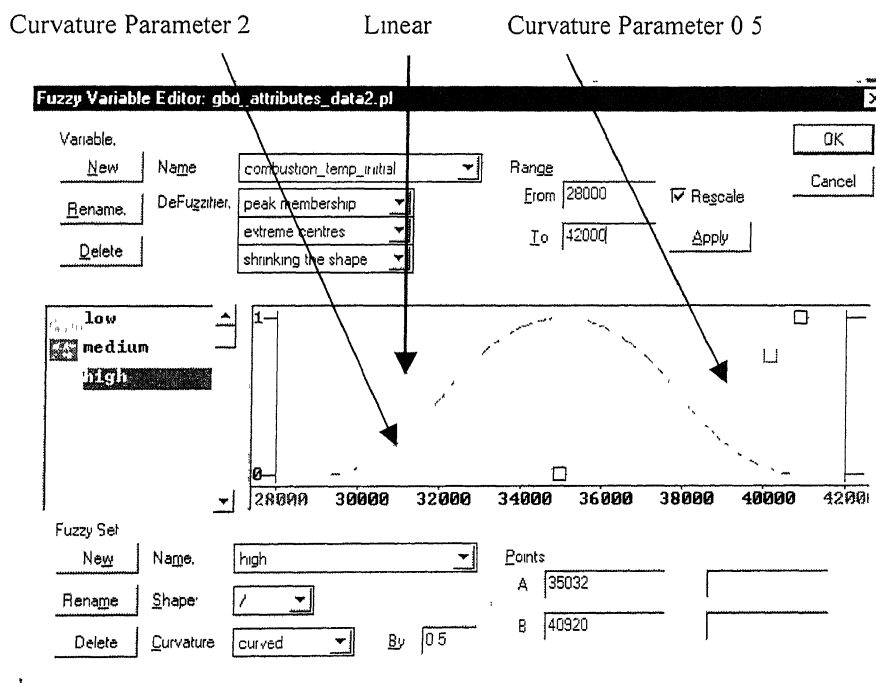 Curvature Parameter 2 Linear Curvature Parameter 0 5
Fuzzy Variable Editor: gbd_attributes_data2.pl
Variable.
New Name combustion_temp_initial
Range
From 28000 Rescale
OK
Cancel
Rename. DeFuzzifier. peak membership
extreme centres
shrinking the shape
To 42000 Apply
Delete
low
medium
high
1
0
28000 30000 32000 34000 36000 38000 40000 42000
Fuzzy Set
New Name. high
Points
A 35032
Rename Shape /
B 40920
Delete Curvature curved By 0 5